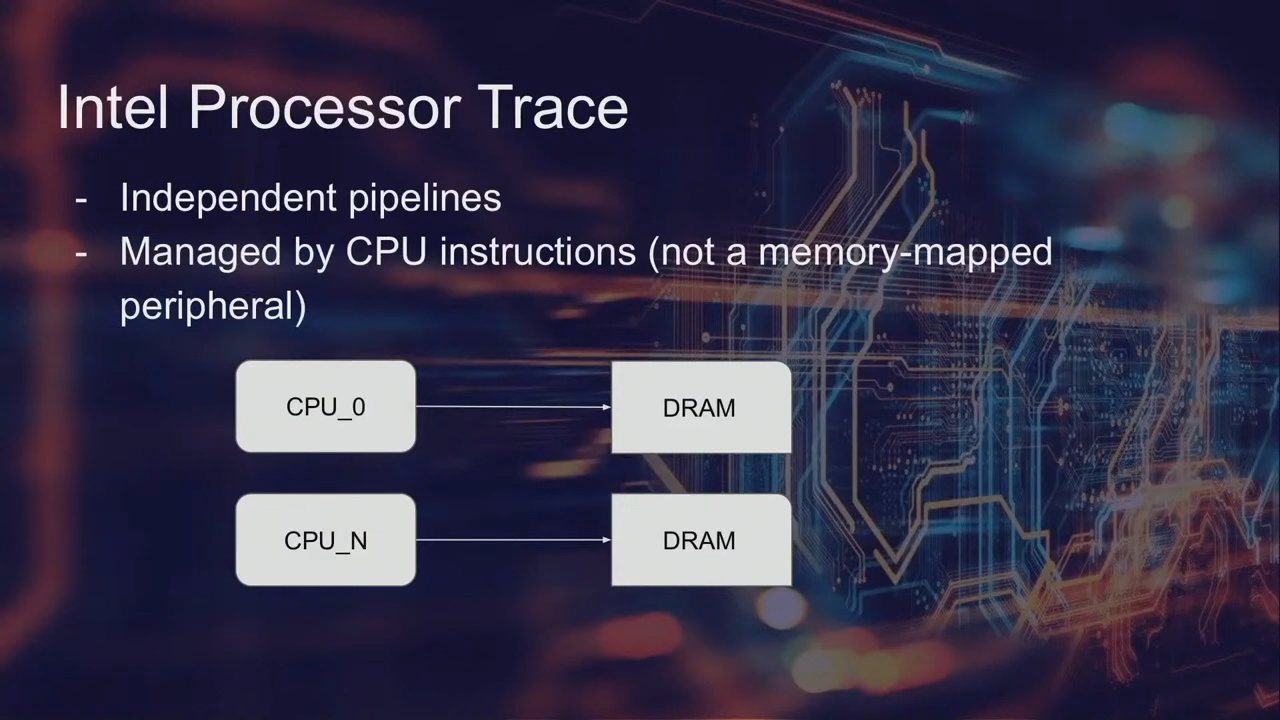 Intel Processor Trace
- Independent pipelines
- Managed by CPU instructions (not a memory-mapped
peripheral)
CPU_0
DRAM
CPU_N
DRAM